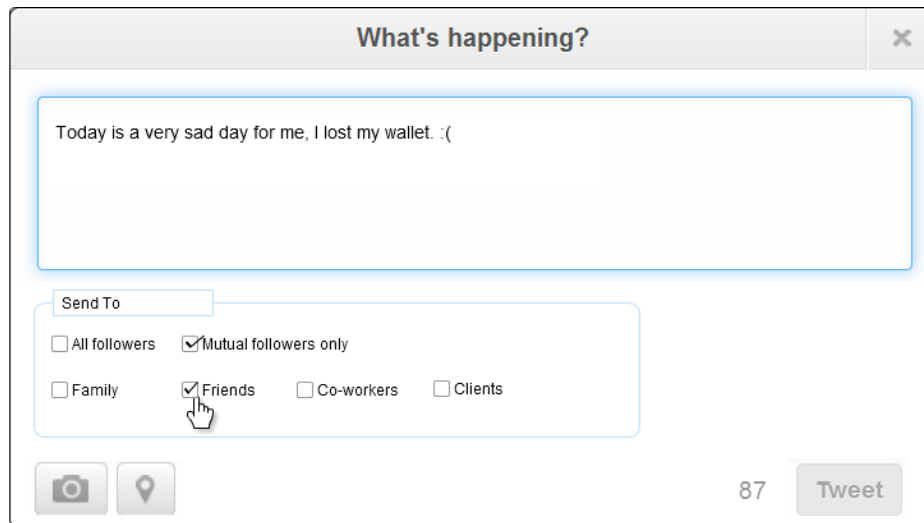 What's happening?
Today is a very sad day for me, I lost my wallet. :(
Send To
All followers Mutual followers only
Family Friends Co-workers Clients
87 Tweet